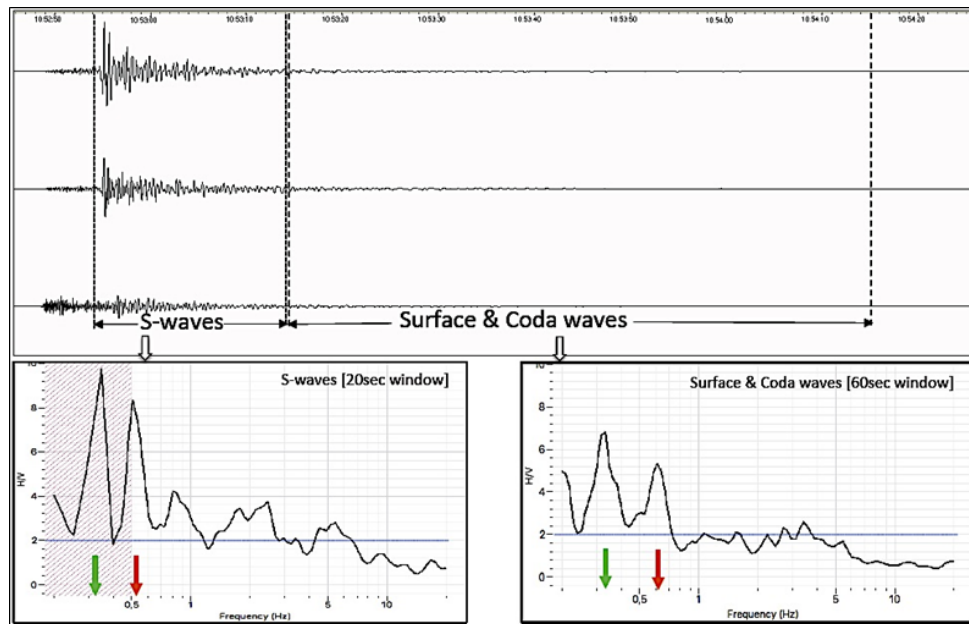 10:52:50 10:53:00 10:53:10 10:53:20 10:53:30 10:53:40 10:53:50 10:54:00 10:54:10 10:54:20
S-waves Surface & Coda waves
S-waves [20sec window]
10
8
6
4
2
0
H/V
0,5 1 5 10
Frequency (Hz)
Surface & Coda waves [60sec window]
10
8
6
4
2
0
H/V
0,5 1 5 10
Frequency (Hz)